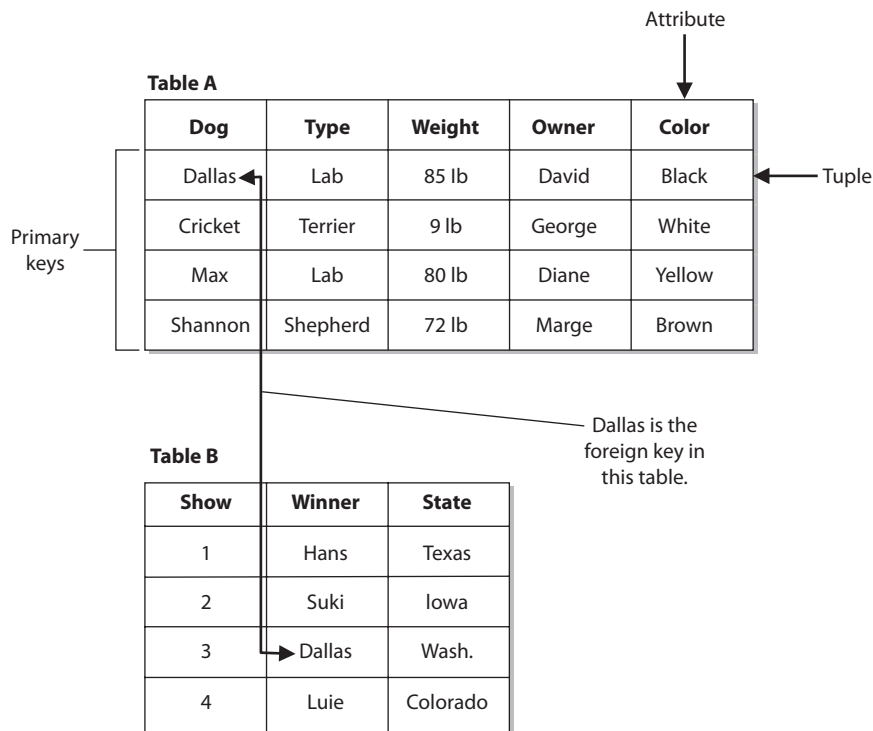 Attribute
Table A
Dog Type Weight Owner Color
Dallas Lab 85 lb David Black
Tuple
Cricket Terrier 9 lb George White
Primary
keys
Max Lab 80 lb Diane Yellow
Shannon Shepherd 72 lb Marge Brown
Dallas is the
foreign key in
this table.
Table B
Show Winner State
1 Hans Texas
2 Suki Iowa
3 Dallas Wash.
4 Luie Colorado